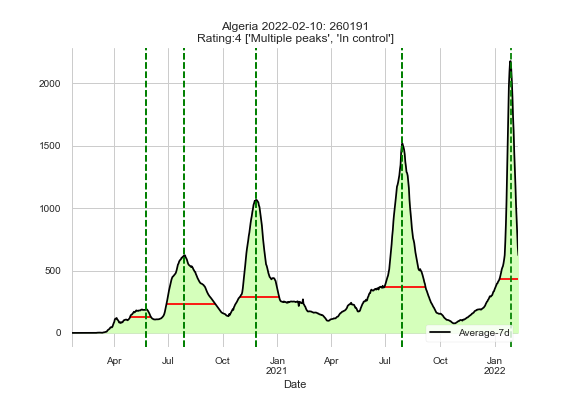 Algeria 2022-02-10: 260191
Rating:4 ['Multiple peaks', 'In control']
2000
1500
1000
500
0
Average-7d
Apr Jul Oct Jan Apr Jul Oct Jan
2021 2022
Date